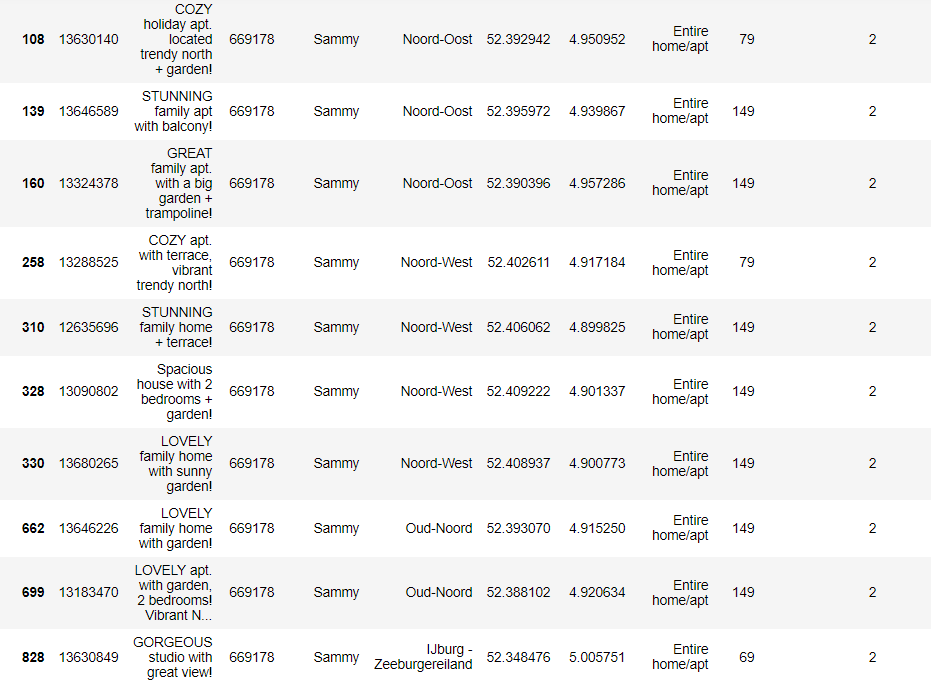 108 13630140 COZY holiday apt. located trendy north + garden! 669178 Sammy Noord-Oost 52.392942 4.950952 Entire home/apt 79 2
139 13646589 STUNNING family apt with balcony! 669178 Sammy Noord-Oost 52.395972 4.939867 Entire home/apt 149 2
160 13324378 GREAT family apt. with a big garden + trampoline! 669178 Sammy Noord-Oost 52.390396 4.957286 Entire home/apt 149 2
258 13288525 COZY apt. with terrace, vibrant trendy north! 669178 Sammy Noord-West 52.402611 4.917184 Entire home/apt 79 2
310 12635696 STUNNING family home + terrace! 669178 Sammy Noord-West 52.406062 4.899825 Entire home/apt 149 2
328 13090802 Spacious house with 2 bedrooms + garden! 669178 Sammy Noord-West 52.409222 4.901337 Entire home/apt 149 2
330 13680265 LOVELY family home with sunny garden! 669178 Sammy Noord-West 52.408937 4.900773 Entire home/apt 149 2
662 13646226 LOVELY family home with garden! 669178 Sammy Oud-Noord 52.393070 4.915250 Entire home/apt 149 2
699 13183470 LOVELY apt. with garden, 2 bedrooms! Vibrant N... 669178 Sammy Oud-Noord 52.388102 4.920634 Entire home/apt 149 2
828 13630849 GORGEOUS studio with great view! 669178 Sammy IJburg - Zeeburgereiland 52.348476 5.005751 Entire home/apt 69 2